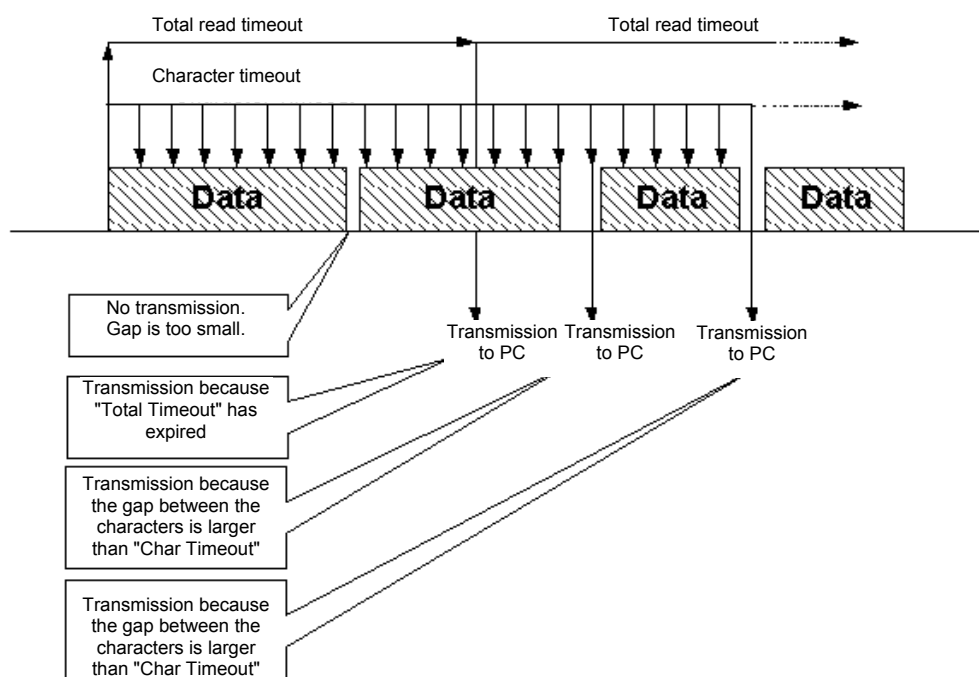 Total read timeout
Total read timeout
Character timeout
Data
Data
Data
Data
No transmission.
Gap is too small.
Transmission
to PC
Transmission
to PC
Transmission
to PC
Transmission because
"Total Timeout" has
expired
Transmission because
the gap between the
characters is larger
than "Char Timeout"
Transmission because
the gap between the
characters is larger
than "Char Timeout"